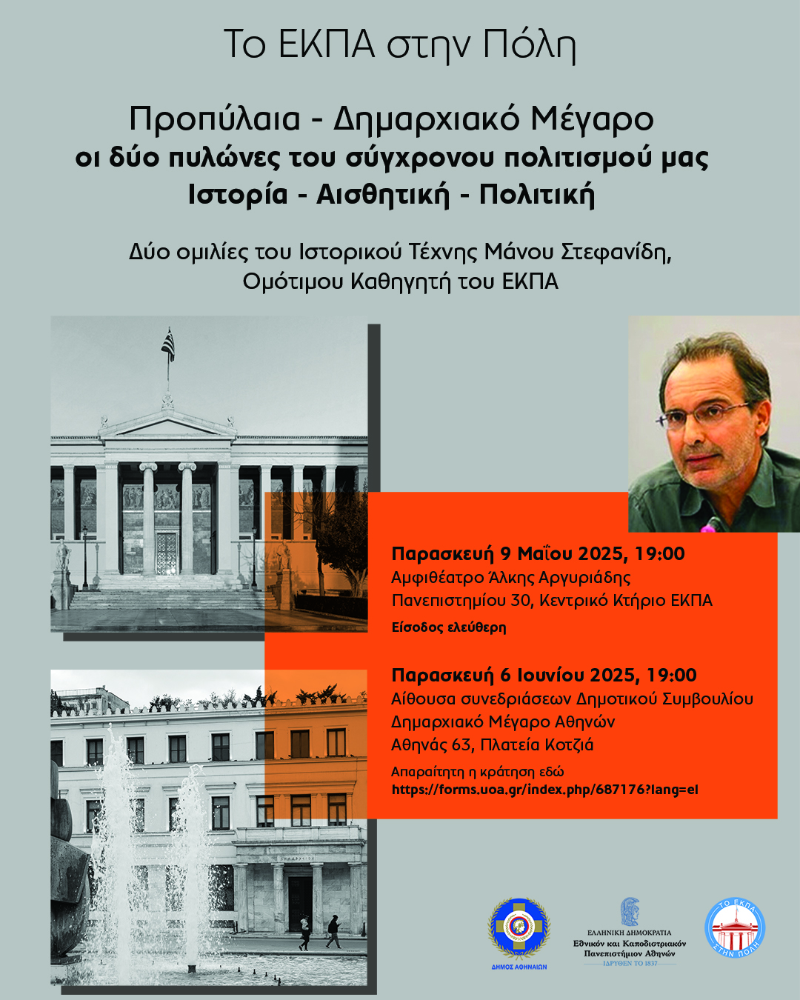 Το ΕΚΠΑ στην Πόλη
Προπύλαια - Δημαρχιακό Μέγαρο
οι δύο πυλώνες του σύγχρονου πολιτισμού μας
Ιστορία - Αισθητική - Πολιτική
Δύο ομιλίες του Ιστορικού Τέχνης Μάνου Στεφανίδη,
Ομότιμου Καθηγητή του ΕΚΠΑ
Παρασκευή 9 Μαΐου 2025, 19:00
Αμφιθέατρο Άλκης Αργυριάδης
Πανεπιστημίου 30, Κεντρικό Κτήριο ΕΚΠΑ
Είσοδος ελεύθερη
Παρασκευή 6 Ιουνίου 2025, 19:00
Αίθουσα συνεδριάσεων Δημοτικού Συμβουλίου
Δημαρχιακό Μέγαρο Αθηνών
Αθηνάς 63, Πλατεία Κοτζιά
Απαραίτητη η κράτηση εδώ
https://forms.uoa.gr/index.php/687176?lang=el
ΔΗΜΟΣ ΑΘΗΝΑΙΩΝ
ΕΛΛΗΝΙΚΗ ΔΗΜΟΚΡΑΤΙΑ
Εθνικόν και Καποδιστριακόν
Πανεπιστήμιον Αθηνών
ΙΔΡΥΘΕΝ ΤΟ 1837
ΤΟ ΕΚΠΑ
ΣΤΗΝ ΠΟΛΗ